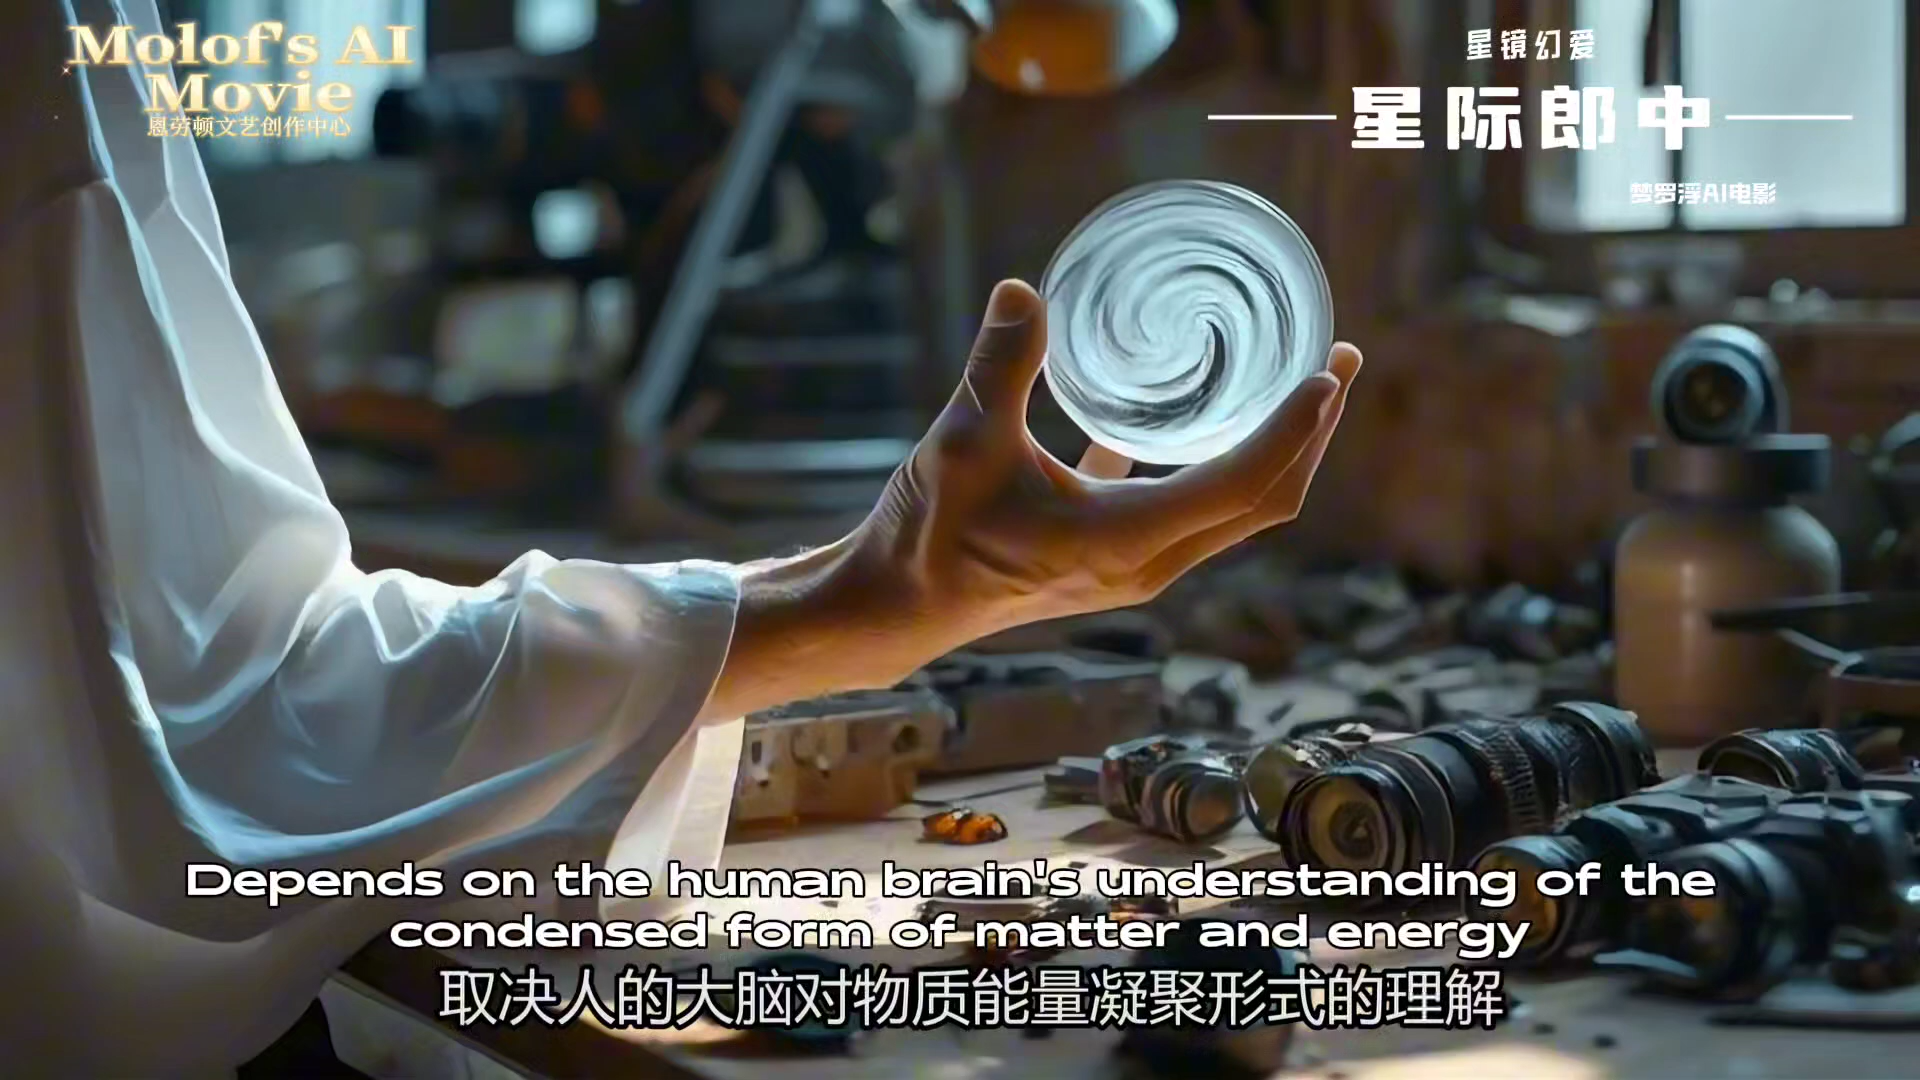 Molof's AI
Movie
恩劳顿文艺创作中心
星镜幻爱
星际郎中
梦罗浮AI电影
Depends on the human brain's understanding of the
condensed form of matter and energy
取决人的大脑对物质能量凝聚形式的理解